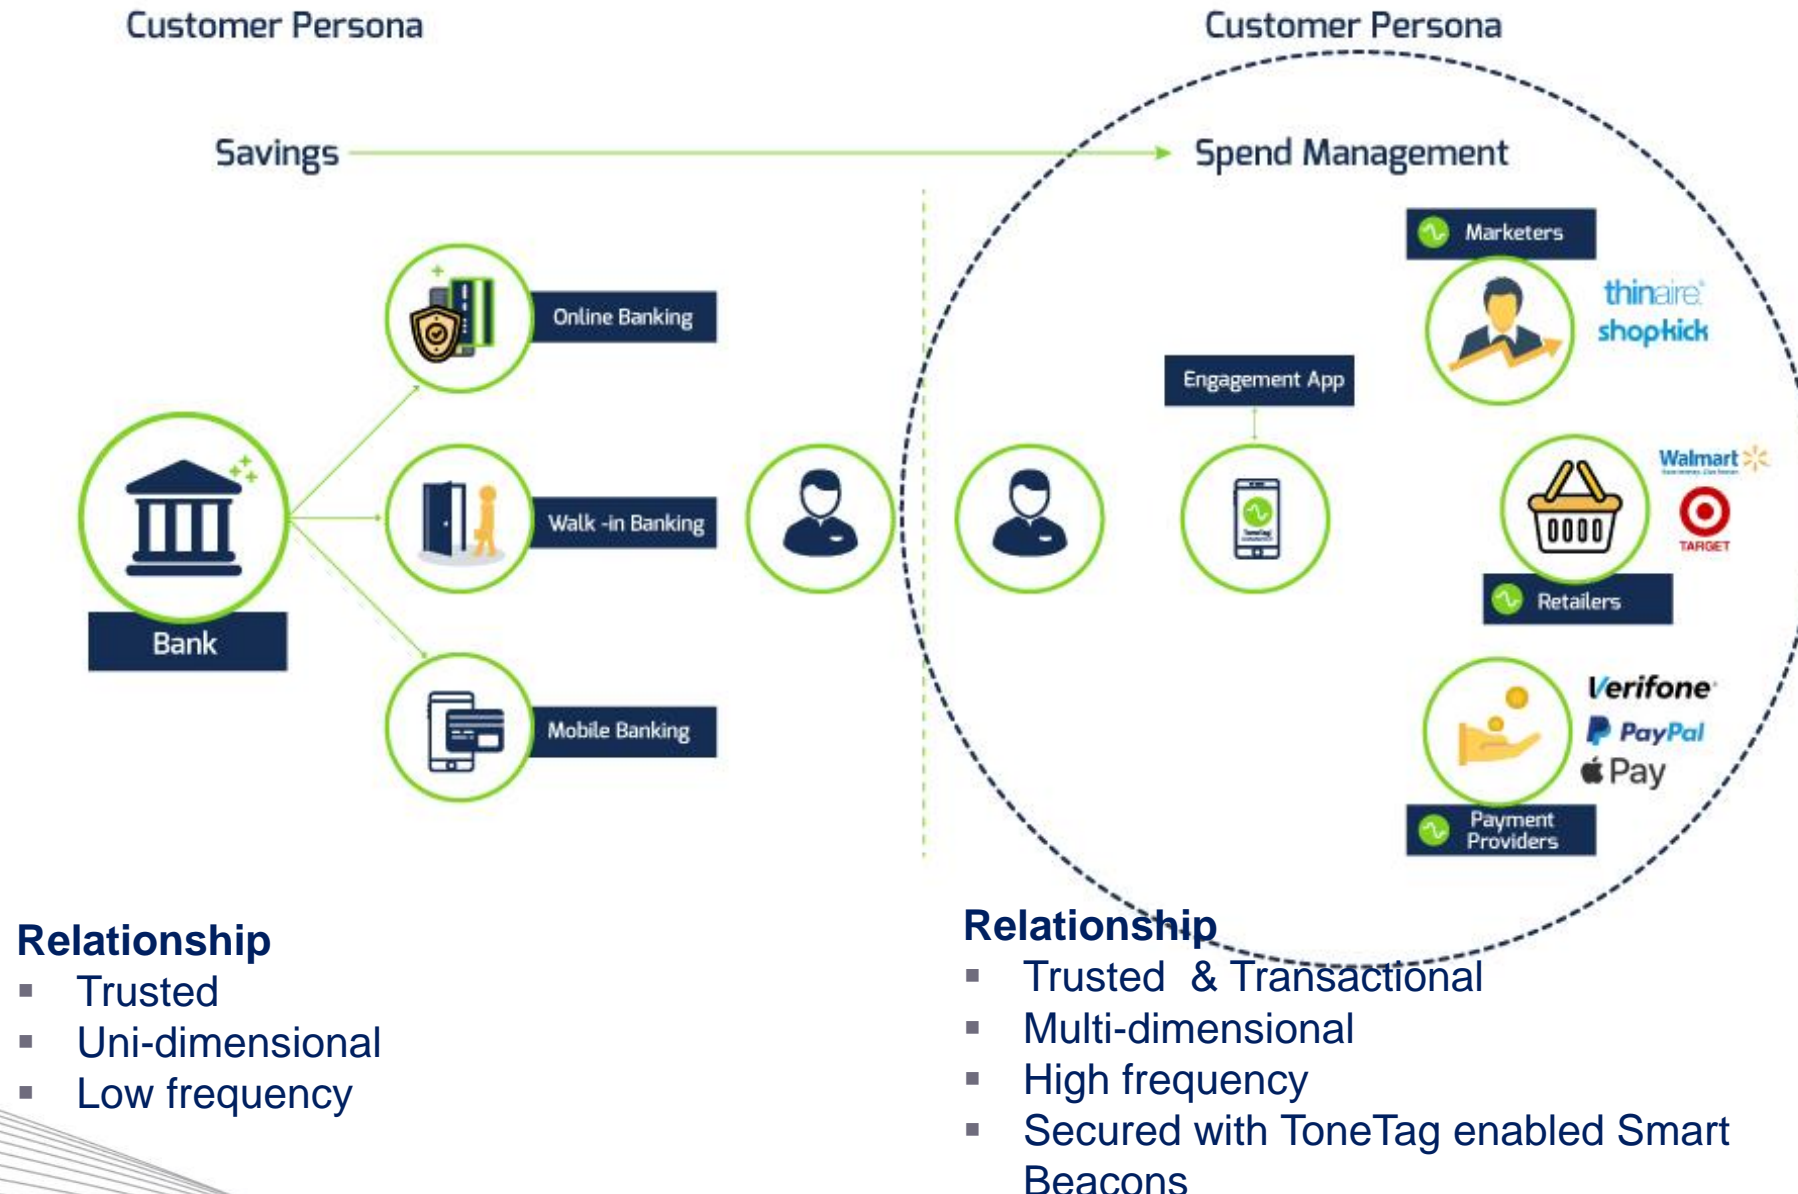 Customer Persona
Customer Persona
Savings
Spend Management
Marketers
thinaire
shopkick
Online Banking
Engagement App
Walmart
TARGET
Walk -in Banking
ToneTag
Retailers
Bank
Mobile Banking
Verifone
PayPal
Pay
Payment
Providers
Relationship
▪ Trusted
▪ Uni-dimensional
▪ Low frequency
Relationship
▪ Trusted & Transactional
▪ Multi-dimensional
▪ High frequency
▪ Secured with ToneTag enabled Smart
Beacons